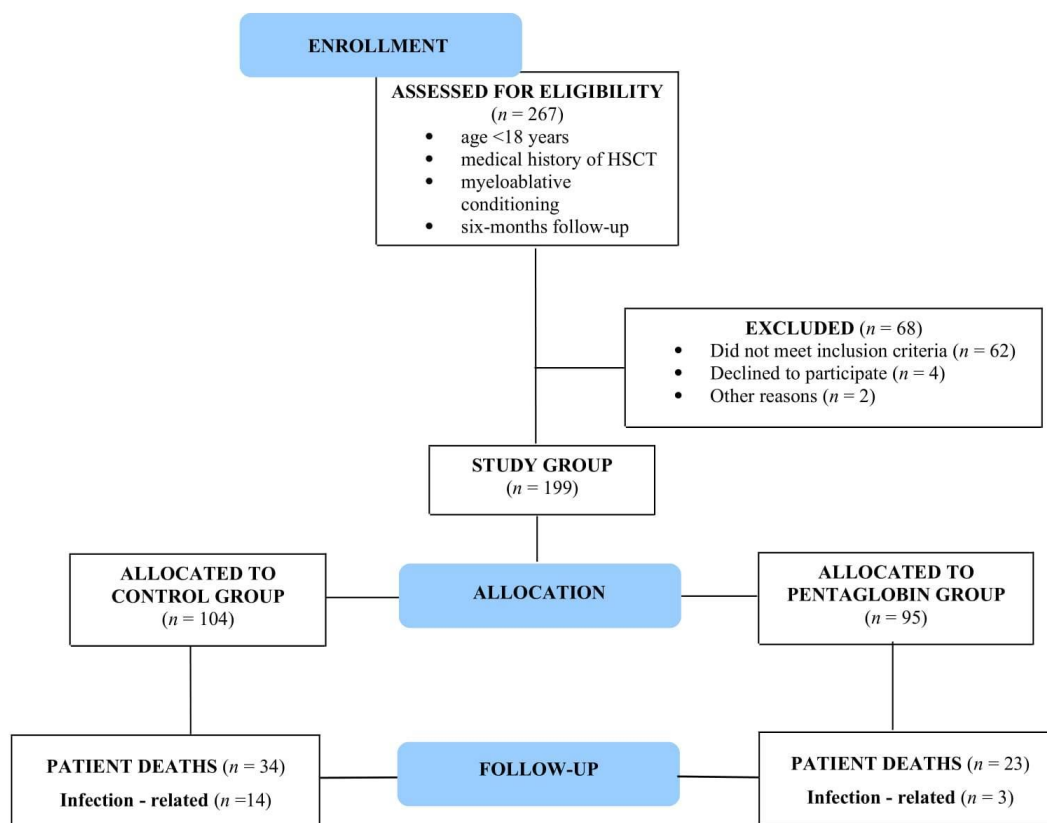 ENROLLMENT
ASSESSED FOR ELIGIBILITY
(n = 267)
• age <18 years
• medical history of HSCT
• myeloablative
conditioning
• six-months follow-up
EXCLUDED (n = 68)
• Did not meet inclusion criteria (n = 62)
• Declined to participate (n = 4)
• Other reasons (n = 2)
STUDY GROUP
(n = 199)
ALLOCATED TO
CONTROL GROUP
(n = 104)
ALLOCATION
ALLOCATED TO
PENTAGLOBIN GROUP
(n = 95)
PATIENT DEATHS (n = 34)
Infection - related (n =14)
FOLLOW-UP
PATIENT DEATHS (n = 23)
Infection - related (n = 3)